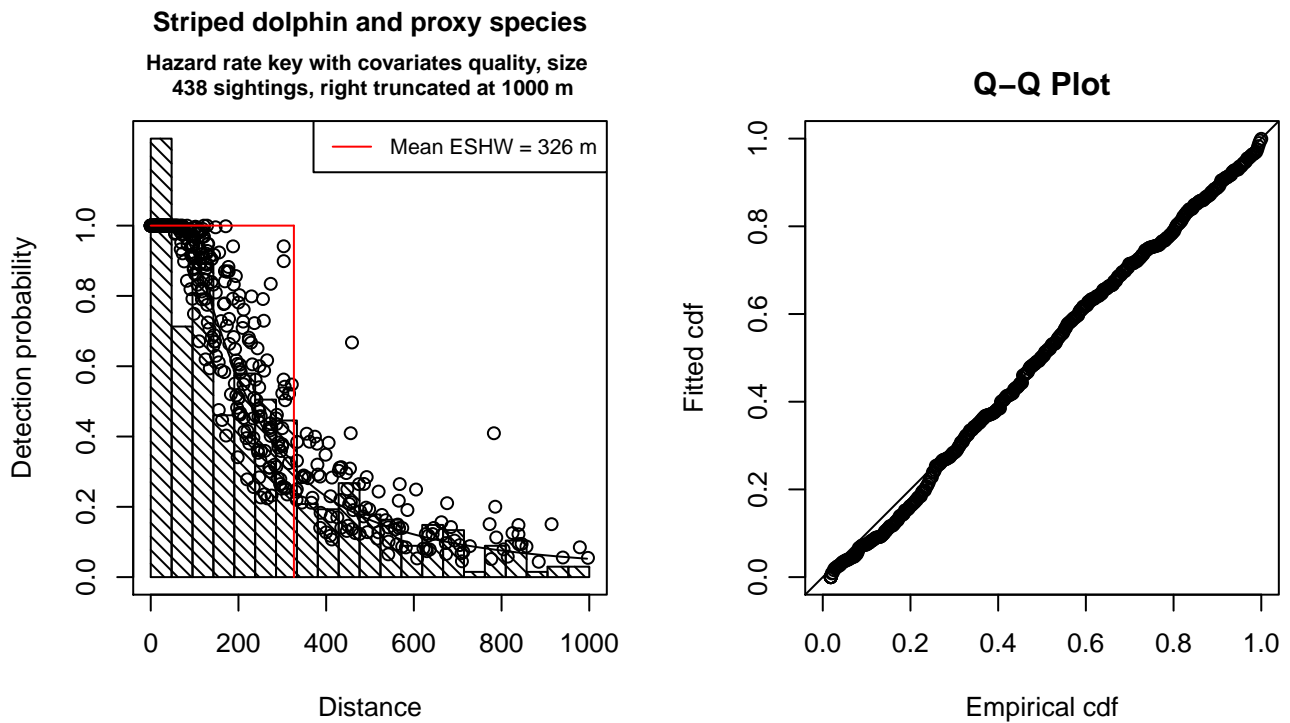 Striped dolphin and proxy species
Hazard rate key with covariates quality, size
438 sightings, right truncated at 1000 m
Mean ESHW = 326 m
Detection probability
0.0
0.2
0.4
0.6
0.8
1.0
0 200 400 600 800 1000
Distance
Q−Q Plot
Fitted cdf
0.0
0.2
0.4
0.6
0.8
1.0
0.0 0.2 0.4 0.6 0.8 1.0
Empirical cdf